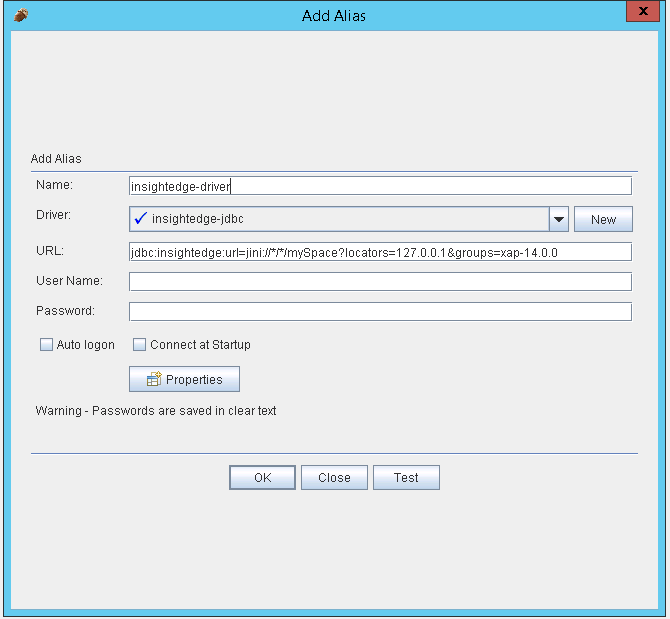 Add Alias
X
Add Alias
Name: insightedge-driver
Driver: insightedge-jdbc New
URL: jdbc:insightedge:url=jini://*/*/mySpace?locators=127.0.0.1&groups=xap-14.0.0
User Name:
Password:
Auto logon Connect at Startup
Properties
Warning - Passwords are saved in clear text
OK Close Test